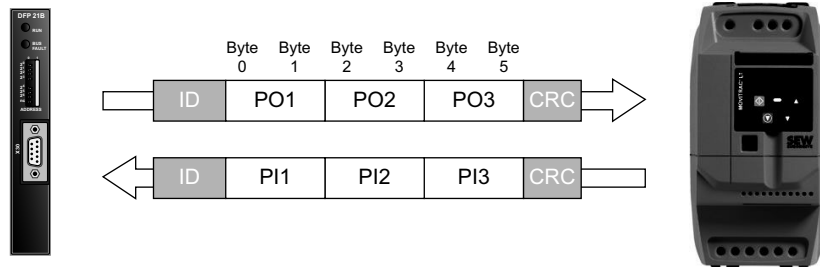 DFP 21B
RUN
BUS
FAULT
ADDRESS
X30
Byte Byte Byte Byte Byte Byte
0 1 2 3 4 5
ID PO1 PO2 PO3 CRC
ID PI1 PI2 PI3 CRC
MOVITRAC LT
SEW